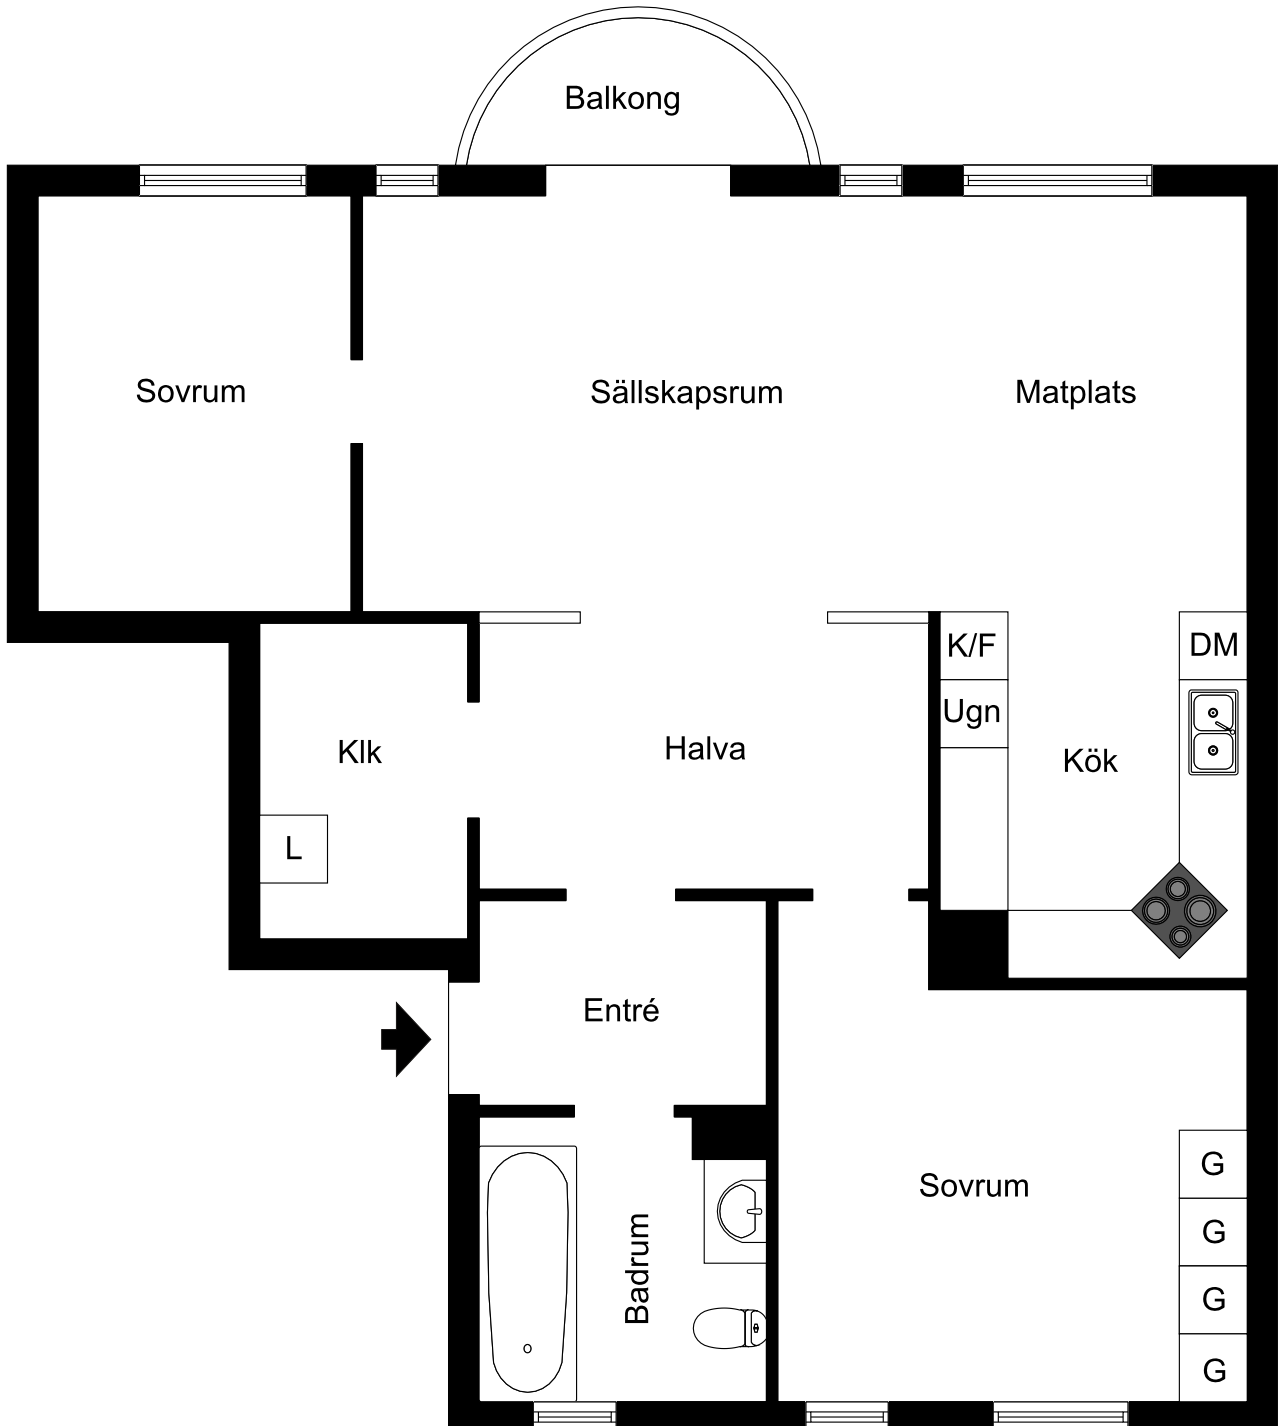 Balkong
Sovrum
Sällskapsrum
Matplats
K/F
DM
Ugn
Klk
Halva
Kök
L
Entré
Sovrum
Badrum
G
G
G
G